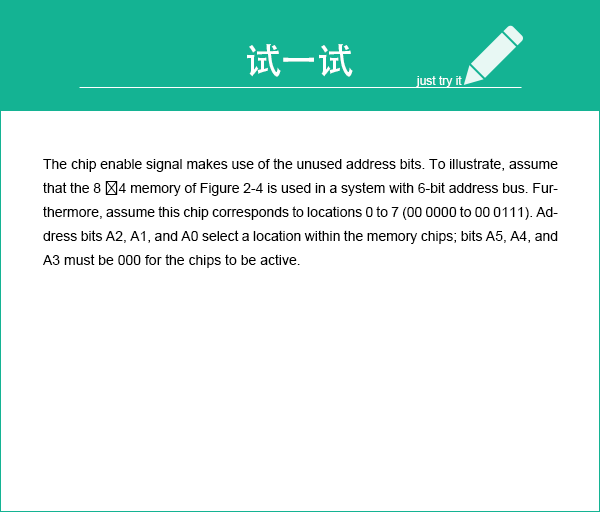 试一试
just try it
The chip enable signal makes use of the unused address bits. To illustrate, assume
that the 8 4 memory of Figure 2-4 is used in a system with 6-bit address bus. Fur-
thermore, assume this chip corresponds to locations 0 to 7 (00 0000 to 00 0111). Ad-
dress bits A2, A1, and A0 select a location within the memory chips; bits A5, A4, and
A3 must be 000 for the chips to be active.